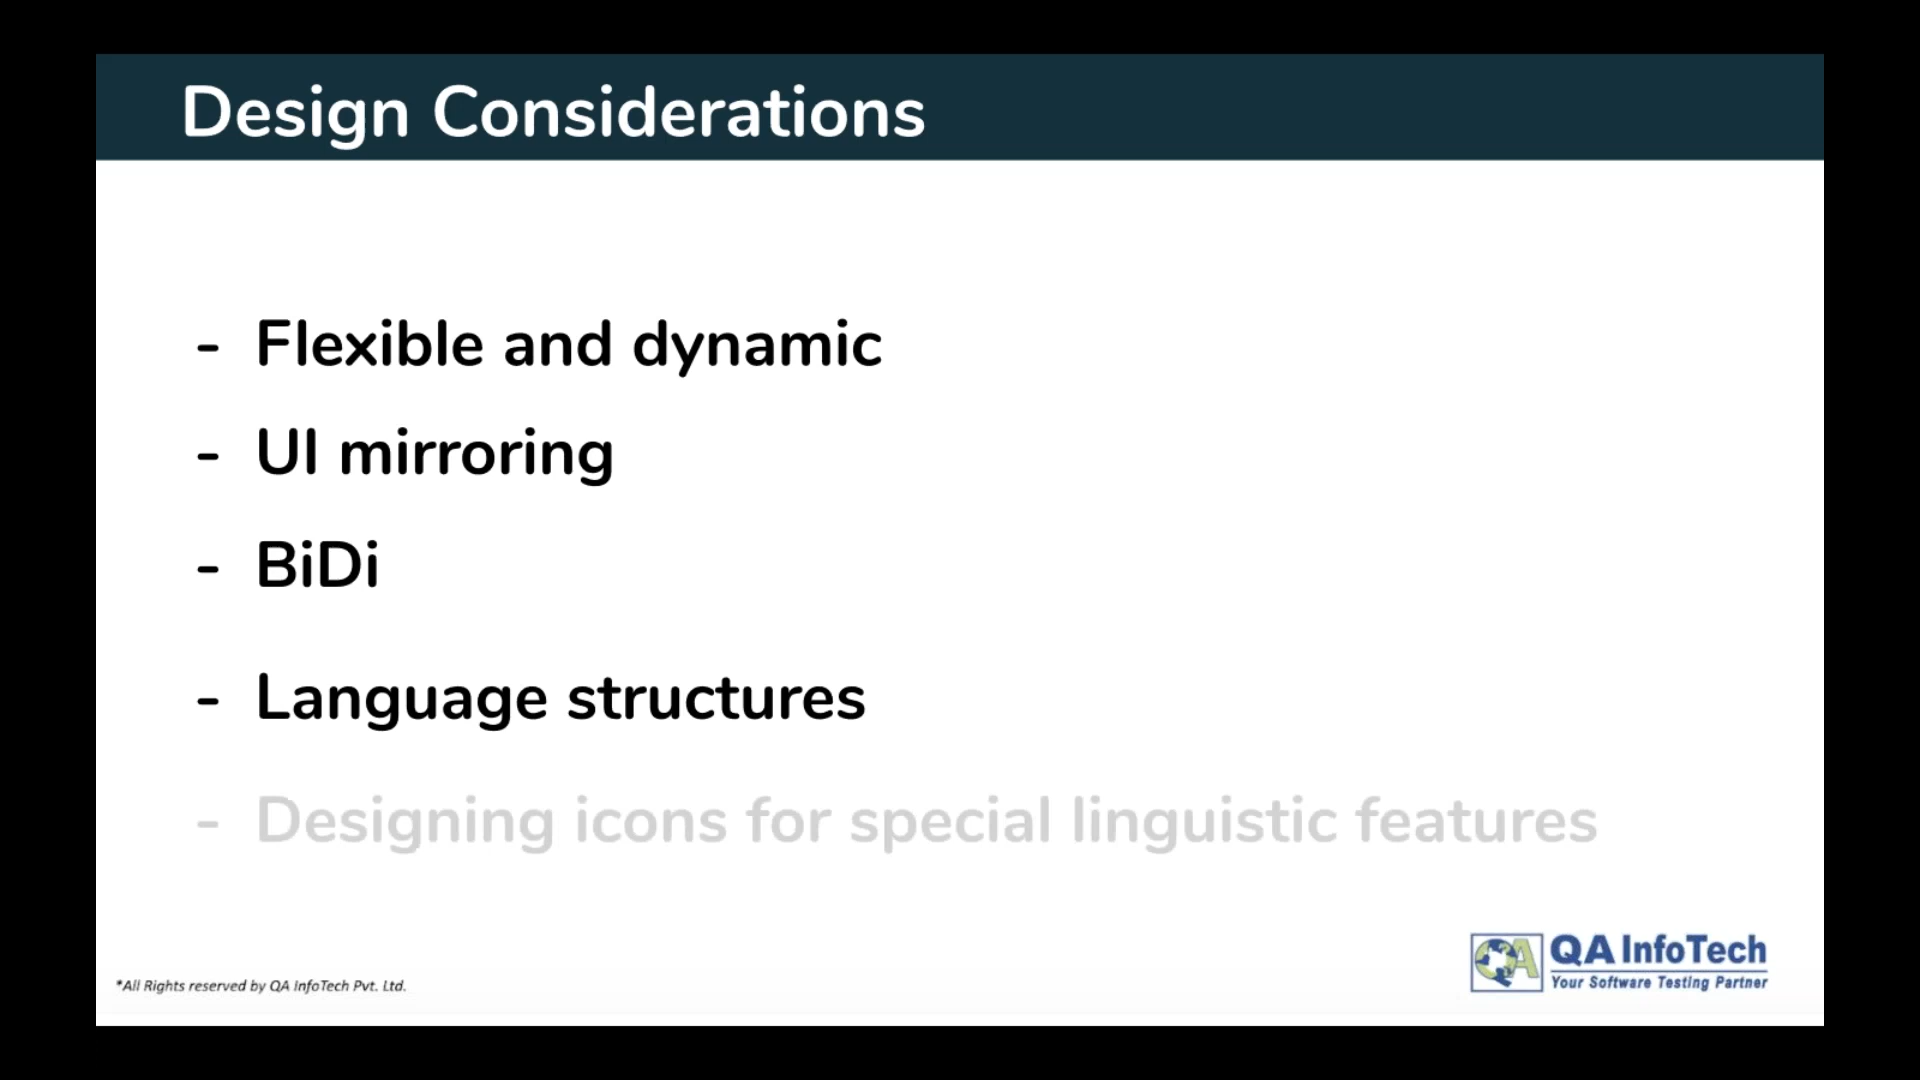 Design Considerations
- Flexible and dynamic
- UI mirroring
- BiDi
- Language structures
- Designing icons for special linguistic features
*All Rights reserved by QA InfoTech Pvt. Ltd.
QA QA InfoTech
Your Software Testing Partner